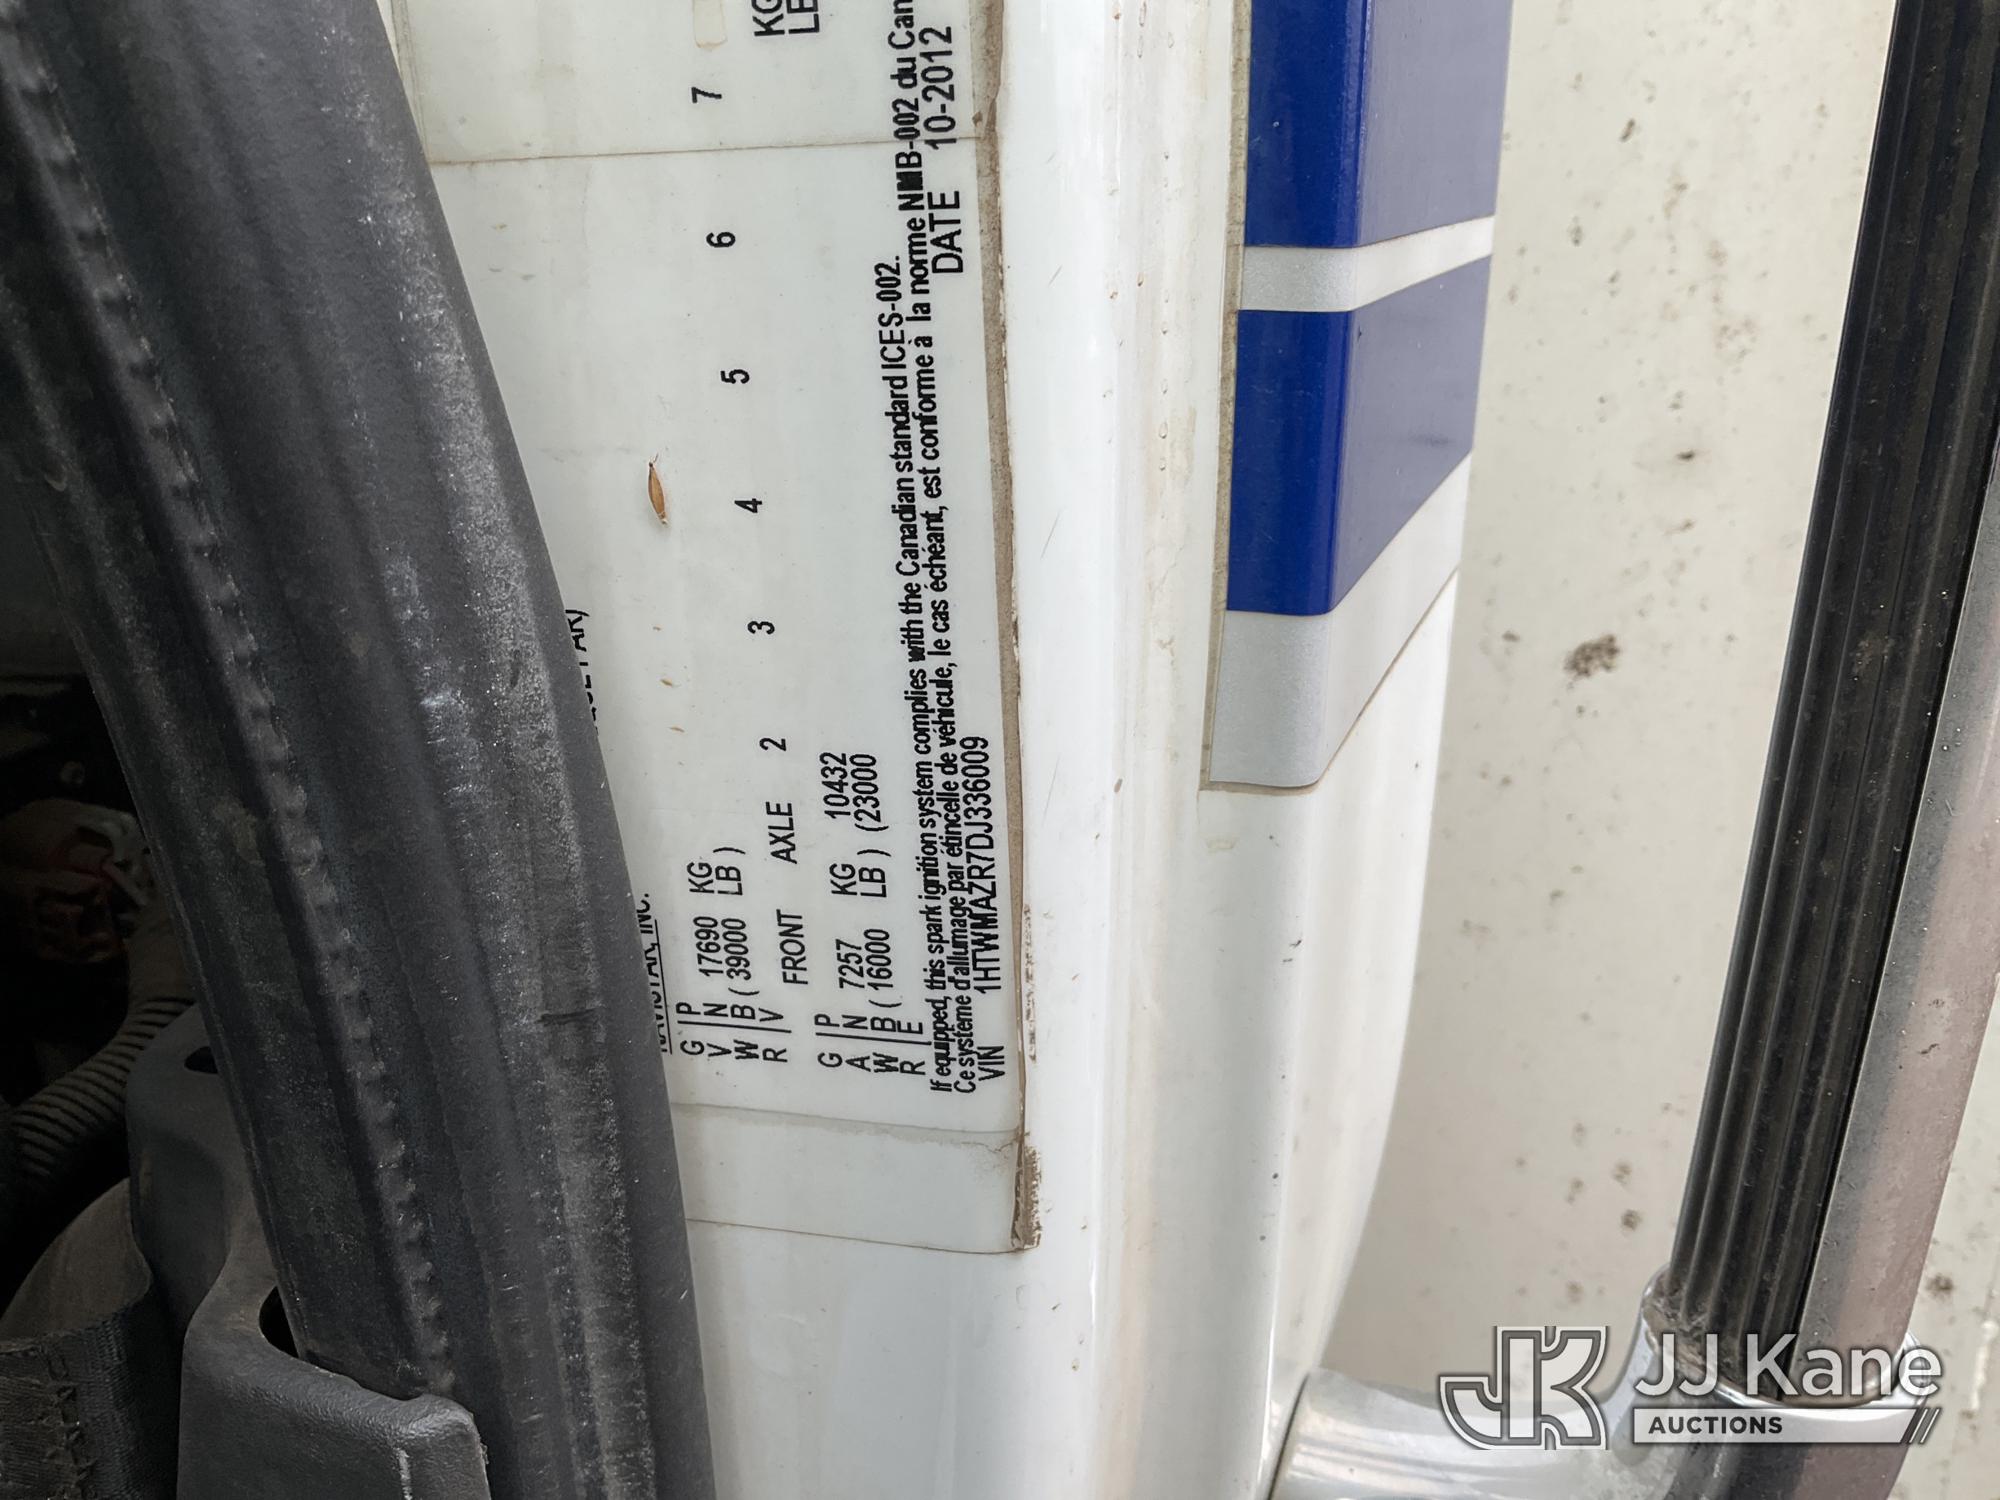 NAVISTAR, INC.
G P
V N 17690 KG
W B ( 39000 LB )
R V
FRONT AXLE 2 3 4 5 6 7
G P
A N 7257 KG 10432 KG
W B ( 16000 LB ) (23000 LB
R E
If equipped, this spark ignition system complies with the Canadian standard ICES-002.
Ce système d'allumage par étincelle de véhicule, le cas échéant, est conforme à la norme NMB-002 du Can
VIN 1HTWMAZR7DJ336009 DATE 10-2012
JK JJ Kane
AUCTIONS